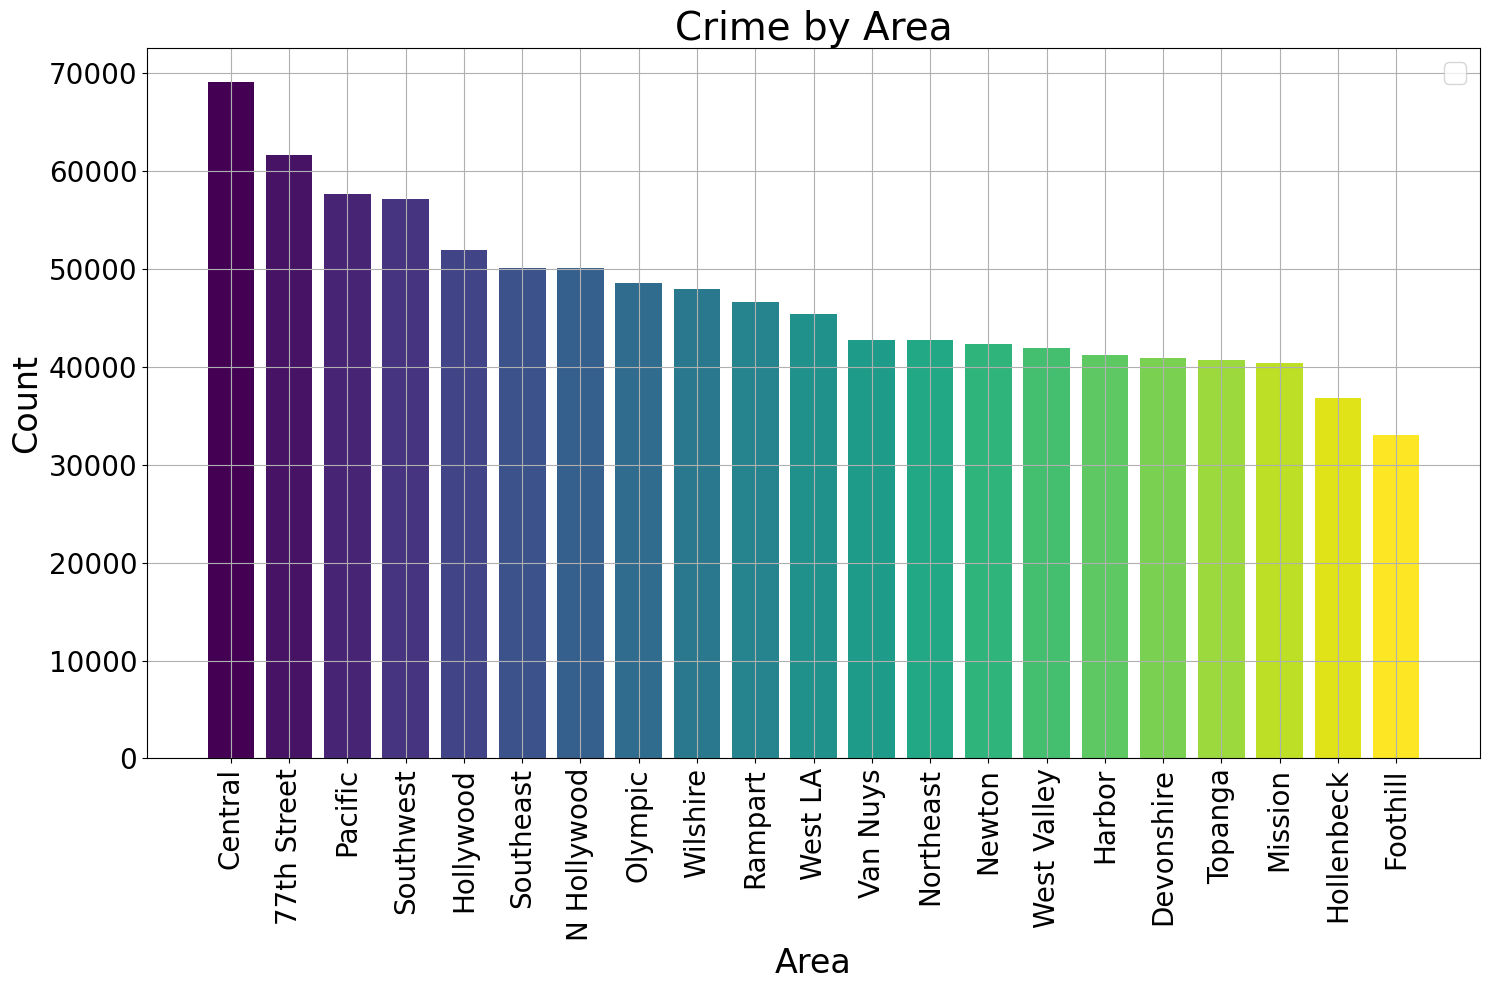 Crime by Area
70000
60000
50000
40000
30000
20000
10000
0
Count
Central
77th Street
Pacific
Southwest
Hollywood
Southeast
N Hollywood
Olympic
Wilshire
Rampart
West LA
Van Nuys
Northeast
Newton
West Valley
Harbor
Devonshire
Topanga
Mission
Hollenbeck
Foothill
Area